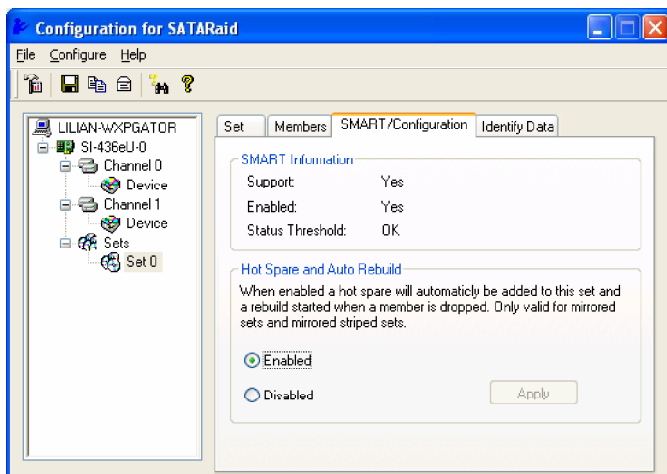 Configuration for SATARaid
File Configure Help
LILIAN-WXPGATOR
SI-436eU-0
Channel 0
Device
Channel 1
Device
Sets
Set 0
Set Members SMART/Configuration Identify Data
SMART Information
Support: Yes
Enabled: Yes
Status Threshold: OK
Hot Spare and Auto Rebuild
When enabled a hot spare will automaticly be added to this set and
a rebuild started when a member is dropped. Only valid for mirrored
sets and mirrored striped sets.
Enabled
Disabled
Apply